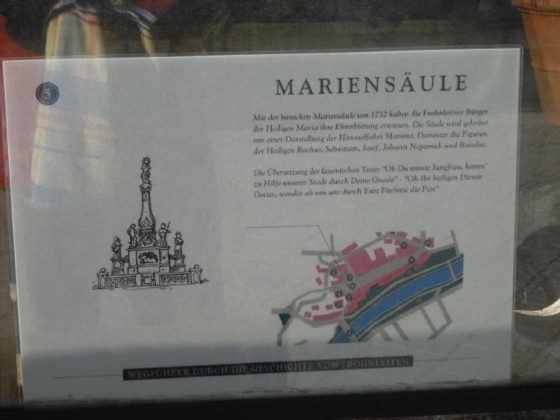 5
MARIENSÄULE
Mit der barocken Mariensäule von 1732 haben die Frohnleitner Bürger
der Heiligen Maria ihre Ehrerbietung erwiesen. Die Säule wird gekrönt
von einer Darstellung der Himmelfahrt Mariens. Darunter die Figuren
der Heiligen Rochus, Sebastian, Josef, Johann Nepomuk und Rosalia.
Die Übersetzung der lateinischen Texte: "Oh Du reinste Jungfrau, komm'
zu Hilfe unserer Stadt durch Deine Gnade" - "Oh Ihr heiligen Diener
Gottes, wendet ab von uns durch Eure Fürbitte die Pest"
WEGFÜHRER DURCH DIE GESCHICHTE VON FROHNLEITEN